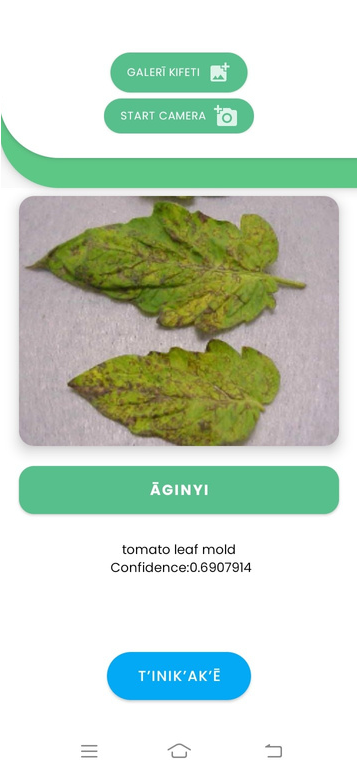 GALERĪ KIFETI
START CAMERA
ĀGINYI
tomato leaf mold
Confidence:0.6907914
T’INIK’AK’Ē